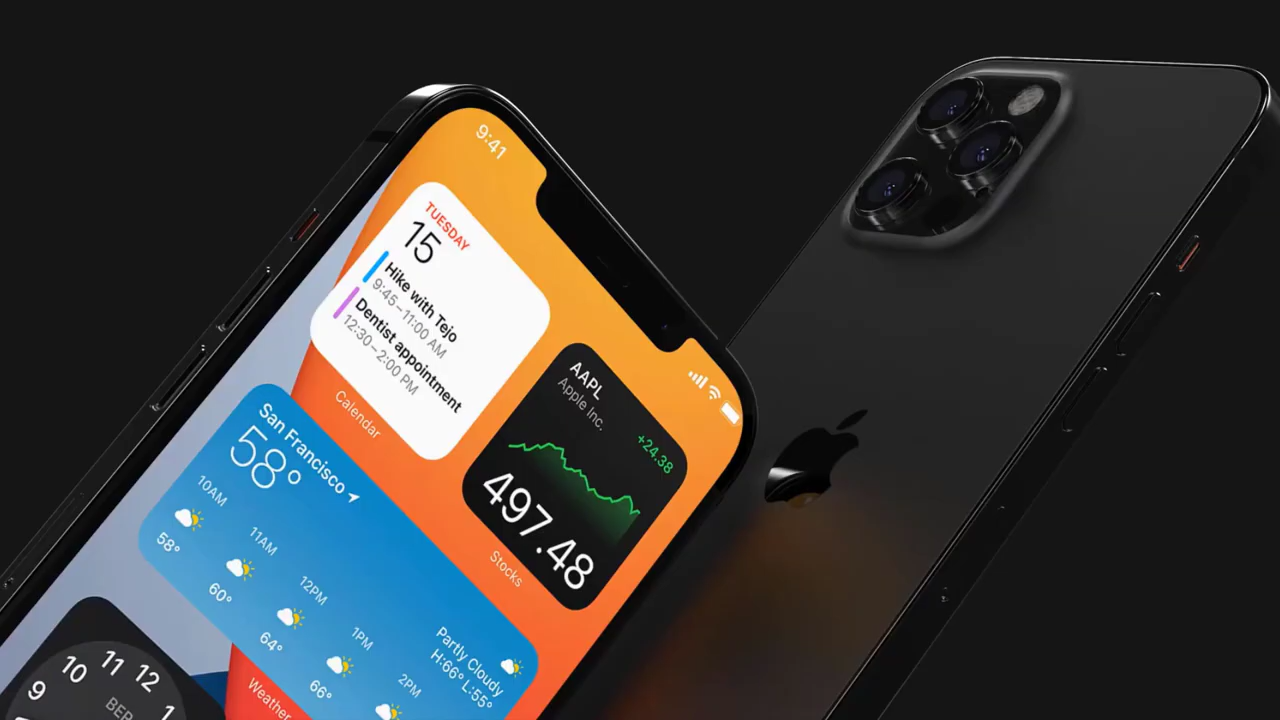 9:41
TUESDAY
15
Hike with Tejo
9:45–11:00 AM
Dentist appointment
12:30–2:00 PM
Calendar
AAPL
Apple Inc.
+24.38
497.48
Stocks
San Francisco
58°
Partly Cloudy
H:66° L:55°
10AM
11AM
12PM
1PM
2PM
58°
60°
64°
66°
Weather
BER
9
10
11
12
1